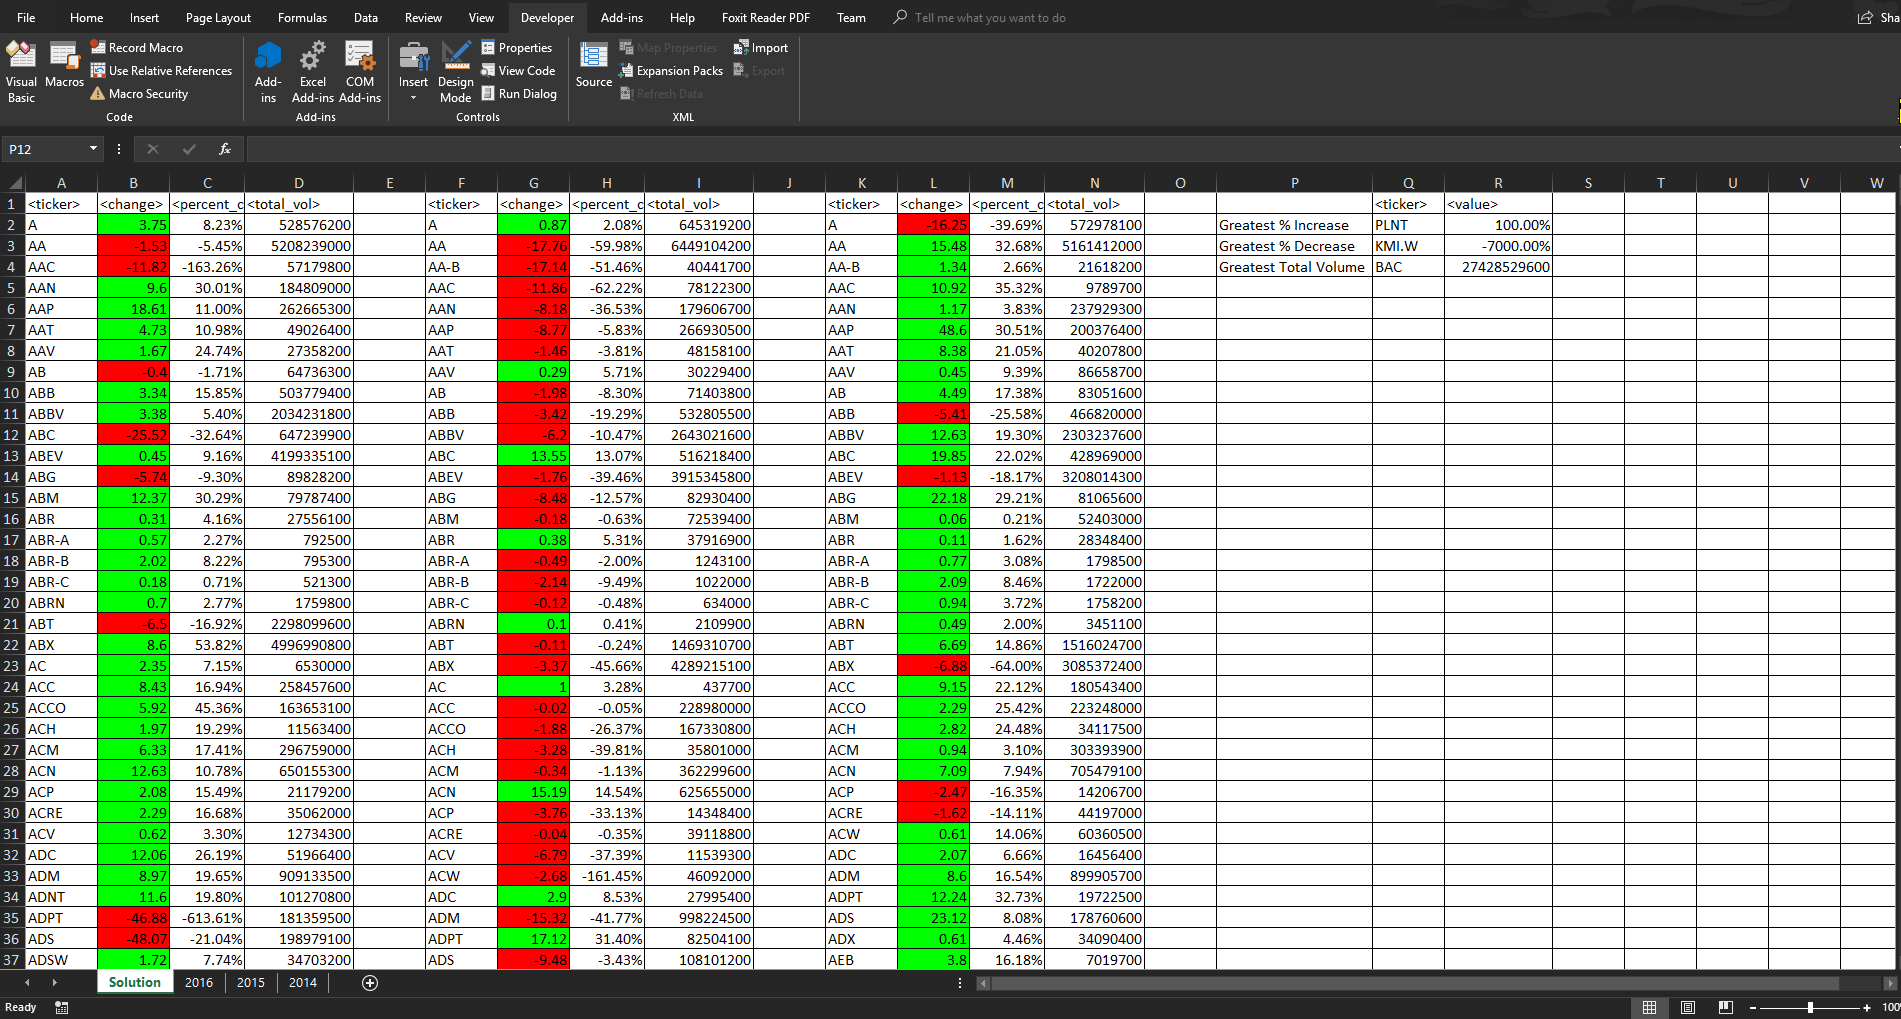 File Home Insert Page Layout Formulas Data Review View Developer Add-ins Help Foxit Reader PDF Team Tell me what you want to do Sha
Visual Basic Macros Record Macro Use Relative References Macro Security Add-ins Excel Add-ins COM Add-ins Insert Design Mode Properties View Code Run Dialog Source Map Properties Expansion Packs Refresh Data Import Export
Code Add-ins Controls XML
P12 fx
A B C D E F G H I J K L M N O P Q R S T U V W
1 <ticker> <change> <percent_c <total_vol> <ticker> <change> <percent_c <total_vol> <ticker> <change> <percent_c <total_vol> <ticker> <value>
2 A 3.75 8.23% 528576200 A 0.87 2.08% 645319200 A -16.25 -39.69% 572978100 Greatest % Increase PLNT 100.00%
3 AA -1.53 -5.45% 5208239000 AA -17.76 -59.98% 6449104200 AA 15.48 32.68% 5161412000 Greatest % Decrease KMI.W -7000.00%
4 AAC -11.82 -163.26% 57179800 AA-B -17.14 -51.46% 40441700 AA-B 1.34 2.66% 21618200 Greatest Total Volume BAC 27428529600
5 AAN 9.6 30.01% 184809000 AAC -11.86 -62.22% 78122300 AAC 10.92 35.32% 9789700
6 AAP 18.61 11.00% 262665300 AAN -8.18 -36.53% 179606700 AAN 1.17 3.83% 237929300
7 AAT 4.73 10.98% 49026400 AAP -8.77 -5.83% 266930500 AAP 48.6 30.51% 200376400
8 AAV 1.67 24.74% 27358200 AAT -1.46 -3.81% 48158100 AAT 8.38 21.05% 40207800
9 AB -0.4 -1.71% 64736300 AAV 0.29 5.71% 30229400 AAV 0.45 9.39% 86658700
10 ABB 3.34 15.85% 503779400 AB -1.98 -8.30% 71403800 AB 4.49 17.38% 83051600
11 ABBV 3.38 5.40% 2034231800 ABB -3.42 -19.29% 532805500 ABB -5.41 -25.58% 466820000
12 ABC -25.52 -32.64% 647239900 ABBV -6.2 -10.47% 2643021600 ABBV 12.63 19.30% 2303237600
13 ABEV 0.45 9.16% 4199335100 ABC 13.55 13.07% 516218400 ABC 19.85 22.02% 428969000
14 ABG -5.74 -9.30% 89828200 ABEV -1.76 -39.46% 3915345800 ABEV -1.13 -18.17% 3208014300
15 ABM 12.37 30.29% 79787400 ABG -8.48 -12.57% 82930400 ABG 22.18 29.21% 81065600
16 ABR 0.31 4.16% 27556100 ABM -0.18 -0.63% 72539400 ABM 0.06 0.21% 52403000
17 ABR-A 0.57 2.27% 792500 ABR 0.38 5.31% 37916900 ABR 0.11 1.62% 28348400
18 ABR-B 2.02 8.22% 795300 ABR-A -0.49 -2.00% 1243100 ABR-A 0.77 3.08% 1798500
19 ABR-C 0.18 0.71% 521300 ABR-B -2.14 -9.49% 1022000 ABR-B 2.09 8.46% 1722000
20 ABRN 0.7 2.77% 1759800 ABR-C -0.12 -0.48% 634000 ABR-C 0.94 3.72% 1758200
21 ABT -6.5 -16.92% 2298099600 ABRN 0.1 0.41% 2109900 ABRN 0.49 2.00% 3451100
22 ABX 8.6 53.82% 4996990800 ABT -0.11 -0.24% 1469310700 ABT 6.69 14.86% 1516024700
23 AC 2.35 7.15% 6530000 ABX -3.37 -45.66% 4289215100 ABX -6.88 -64.00% 3085372400
24 ACC 8.43 16.94% 258457600 AC 1 3.28% 437700 ACC 9.15 22.12% 180543400
25 ACCO 5.92 45.36% 163653100 ACC -0.02 -0.05% 228980000 ACCO 2.29 25.42% 223248000
26 ACH 1.97 19.29% 11563400 ACCO -1.88 -26.37% 167330800 ACH 2.82 24.48% 34117500
27 ACM 6.33 17.41% 296759000 ACH -3.28 -39.81% 35801000 ACM 0.94 3.10% 303393900
28 ACN 12.63 10.78% 650155300 ACM -0.34 -1.13% 362299600 ACN 7.09 7.94% 705479100
29 ACP 2.08 15.49% 21179200 ACN 15.19 14.54% 625655000 ACP -2.47 -16.35% 14206700
30 ACRE 2.29 16.68% 35062000 ACP -3.76 -33.13% 14348400 ACRE -1.62 -14.11% 44197000
31 ACV 0.62 3.30% 12734300 ACRE -0.04 -0.35% 39118800 ACW 0.61 14.06% 60360500
32 ADC 12.06 26.19% 51966400 ACV -6.79 -37.39% 11539300 ADC 2.07 6.66% 16456400
33 ADM 8.97 19.65% 909133500 ACW -2.68 -161.45% 46092000 ADM 8.6 16.54% 899905700
34 ADNT 11.6 19.80% 101270800 ADC 2.9 8.53% 27995400 ADPT 12.24 32.73% 19722500
35 ADPT -46.88 -613.61% 181359500 ADM -15.32 -41.77% 998224500 ADS 23.12 8.08% 178760600
36 ADS -48.07 -21.04% 198979100 ADPT 17.12 31.40% 82504100 ADX 0.61 4.46% 34090400
37 ADSW 1.72 7.74% 34703200 ADS -9.48 -3.43% 108101200 AEB 3.8 16.18% 7019700
Solution 2016 2015 2014
Ready 100%